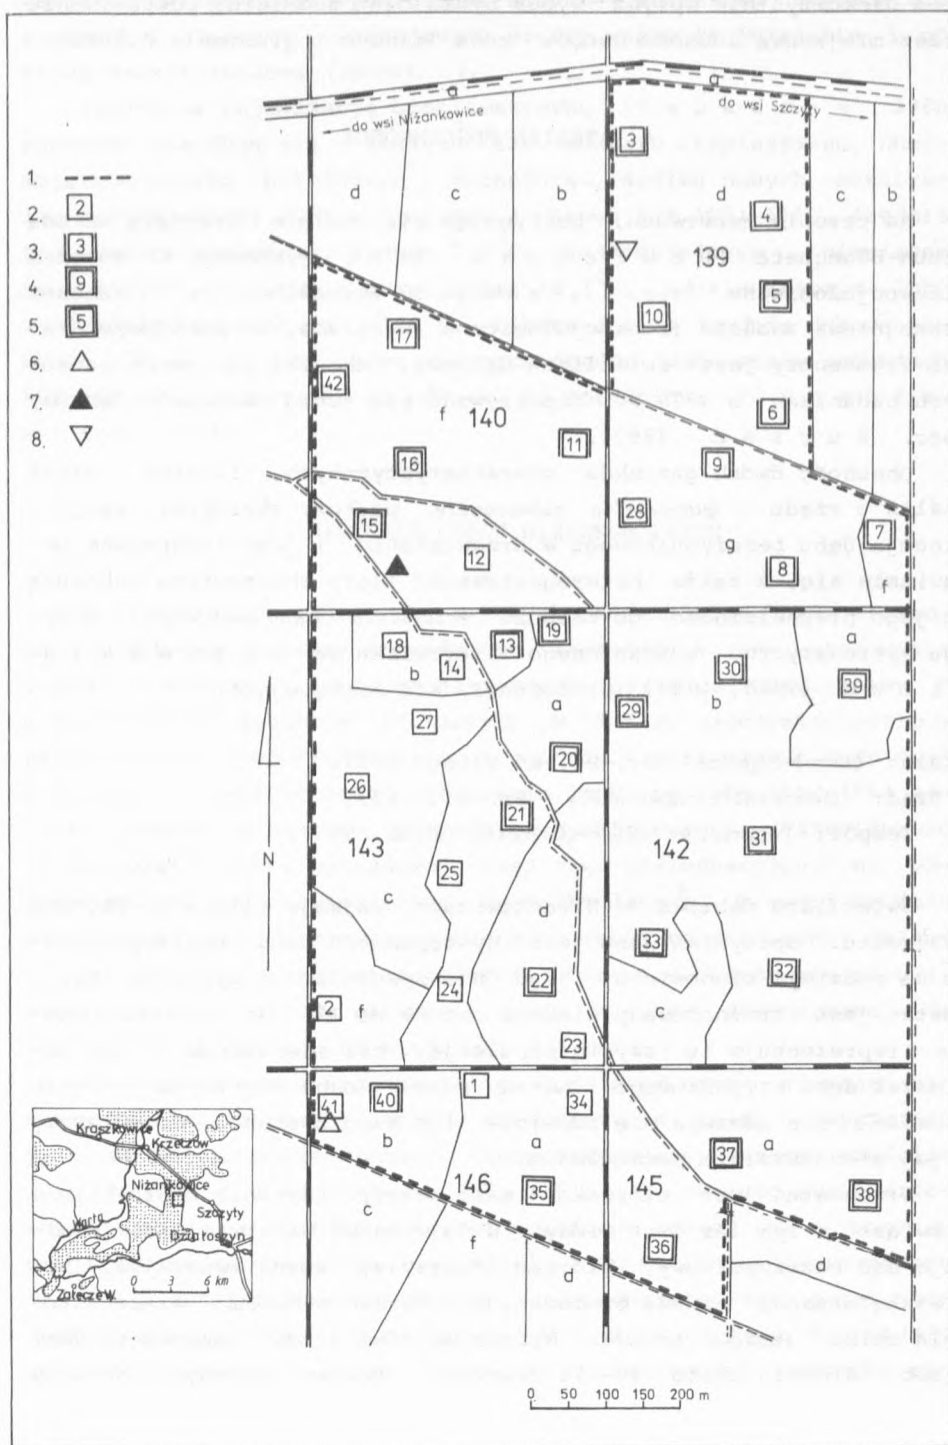 a
a
do wsi Niżankowice
do wsi Szczyty
3
d
c
b
d
4
c
b
139
1.
2. 2
3. 3
4. 9
5. 5
6.
7.
8.
5
10
17
42
f
140
6
11
16
9
15
28
7
12
g
8
f
18
13
19
a
14
30
b
39
a
b
27
29
20
26
21
31
N
143
142
25
c
d
33
32
24
22
2
f
c
23
1
41
40
34
b
37
a
a
146
145
35
38
c
36
f
d
d
Kraszkowice
Krzeczów
Niżankowice
Warta
Szczyty
Działoszyn
Załęcze W.
0 3 6 km
0 50 100 150 200 m